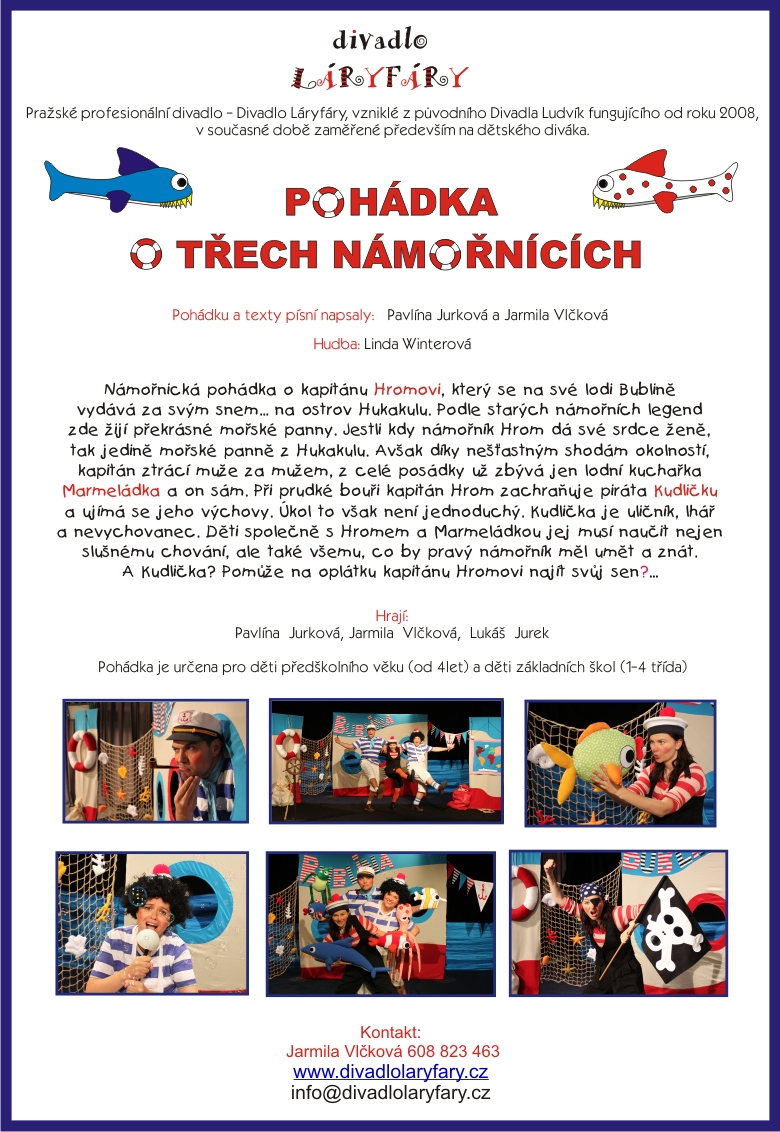 divadlo
LÁRYFÁRY
Pražské profesionální divadlo - Divadlo Láryfáry, vzniklé z původního Divadla Ludvík fungujícího od roku 2008,
v současné době zaměřené především na dětského diváka.
POHÁDKA
O TŘECH NÁMOŘNÍCÍCH
Pohádku a texty písní napsaly: Pavlína Jurková a Jarmila Vlčková
Hudba: Linda Winterová
Námořnická pohádka o kapitánu Hromovi, který se na své lodi Bublině
vydává za svým snem... na ostrov Hukakulu. Podle starých námořních legend
zde žijí překrásné mořské panny. Jestli kdy námořník Hrom dá své srdce ženě,
tak jedině mořské panně z Hukakulu. Avšak díky nešťastným shodám okolností,
kapitán ztrácí muže za mužem, z celé posádky už zbývá jen lodní kuchařka
Marmeládka a on sám. Při prudké bouři kapitán Hrom zachraňuje piráta Kudličku
a ujímá se jeho výchovy. Úkol to však není jednoduchý. Kudlička je uličník, lhář
a nevychovanec. Děti společně s Hromem a Marmeládkou jej musí naučit nejen
slušnému chování, ale také všemu, co by pravý námořník měl umět a znát.
A Kudlička? Pomůže na oplátku kapitánu Hromovi najít svůj sen?...
Hrají:
Pavlína Jurková, Jarmila Vlčková, Lukáš Jurek
Pohádka je určena pro děti předškolního věku (od 4let) a děti základních škol (1-4 třída)
Kontakt:
Jarmila Vlčková 608 823 463
www.divadlolaryfary.cz
info@divadlolaryfary.cz